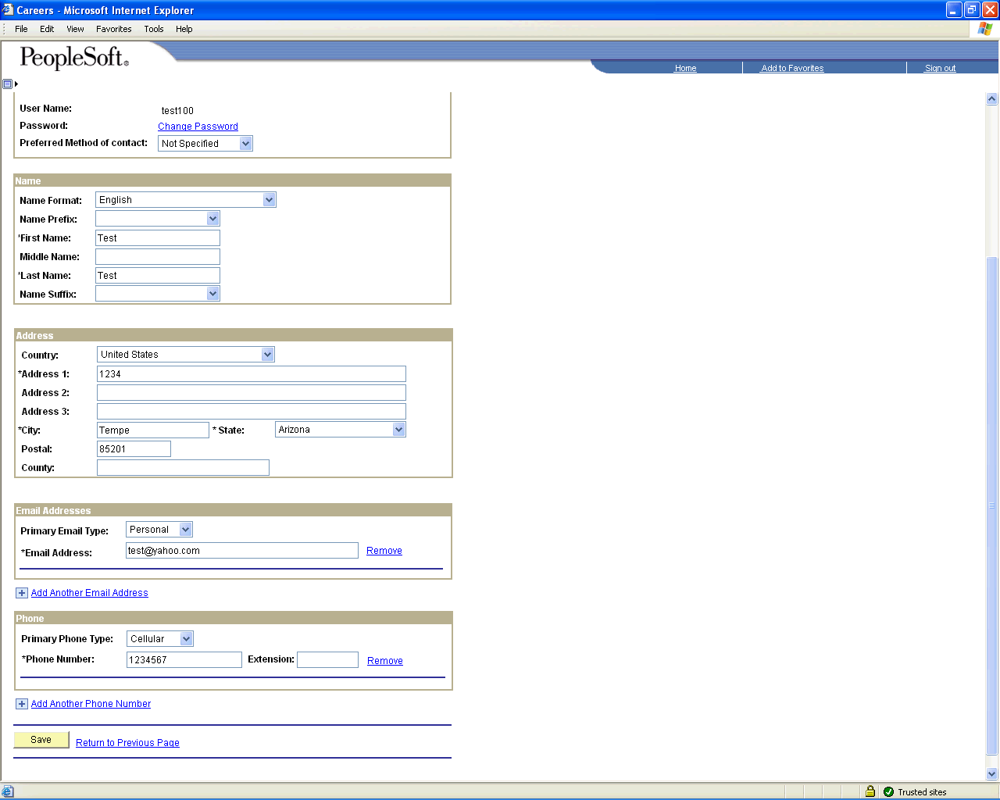 Careers - Microsoft Internet Explorer
File Edit View Favorites Tools Help
PeopleSoft.
Home Add to Favorites Sign out
User Name: test100
Password: Change Password
Preferred Method of contact: Not Specified
Name
Name Format: English
Name Prefix:
*First Name: Test
Middle Name:
*Last Name: Test
Name Suffix:
Address
Country: United States
*Address 1: 1234
Address 2:
Address 3:
*City: Tempe * State: Arizona
Postal: 85201
County:
Email Addresses
Primary Email Type: Personal
*Email Address: test@yahoo.com Remove
Add Another Email Address
Phone
Primary Phone Type: Cellular
*Phone Number: 1234567 Extension: Remove
Add Another Phone Number
Save Return to Previous Page
Trusted sites